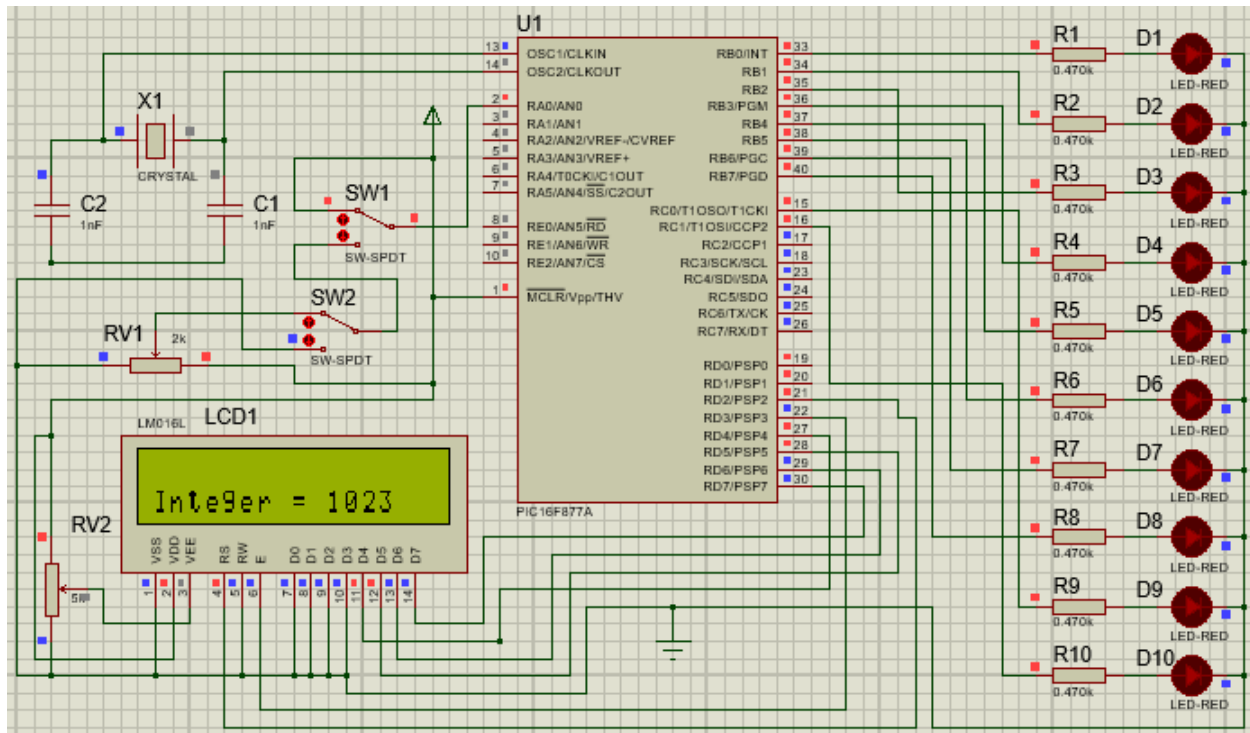 U1
13 OSC1/CLKIN
14 OSC2/CLKOUT
2 RA0/AN0
3 RA1/AN1
4 RA2/AN2/VREF-/CVREF
5 RA3/AN3/VREF+
6 RA4/T0CKI/C1OUT
7 RA5/AN4/SS/C2OUT
8 RE0/AN5/RD
9 RE1/AN6/WR
10 RE2/AN7/CS
1 MCLR/Vpp/THV
RB0/INT 33
RB1 34
RB2 35
RB3/PGM 36
RB4 37
RB5 38
RB6/PGC 39
RB7/PGD 40
RC0/T1OSO/T1CKI 15
RC1/T1OSI/CCP2 16
RC2/CCP1 17
RC3/SCK/SCL 18
RC4/SDI/SDA 23
RC5/SDO 24
RC6/TX/CK 25
RC7/RX/DT 26
RD0/PSP0 19
RD1/PSP1 20
RD2/PSP2 21
RD3/PSP3 22
RD4/PSP4 27
RD5/PSP5 28
RD6/PSP6 29
RD7/PSP7 30
PIC16F877A
X1
CRYSTAL
C2
1nF
C1
1nF
SW1
SW-SPDT
SW2
SW-SPDT
RV1
2k
LCD1
LM016L
Integer = 1023
VSS VDD VEE RS RW E D0 D1 D2 D3 D4 D5 D6 D7
1 2 3 4 5 6 7 8 9 10 11 12 13 14
RV2
R1
0.470k
D1
LED-RED
R2
0.470k
D2
LED-RED
R3
0.470k
D3
LED-RED
R4
0.470k
D4
LED-RED
R5
0.470k
D5
LED-RED
R6
0.470k
D6
LED-RED
R7
0.470k
D7
LED-RED
R8
0.470k
D8
LED-RED
R9
0.470k
D9
LED-RED
R10
0.470k
D10
LED-RED